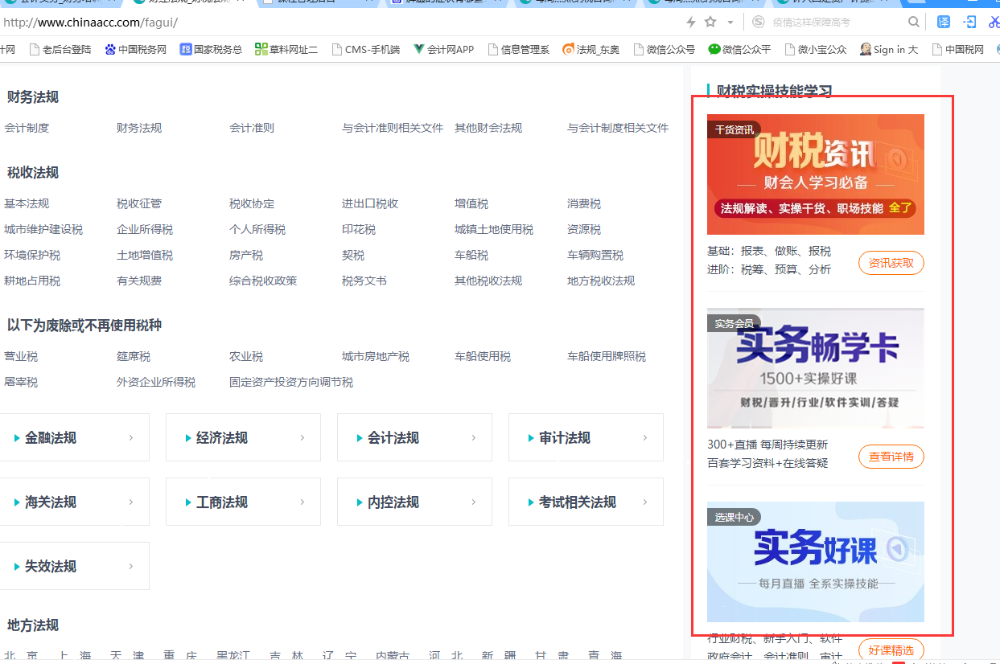 http://www.chinaacc.com/fagui/
疫情这样保障高考
译
计网
老后台登陆
中国税务网
税
国家税务总
草料网址二
CMS-手机端
会计网APP
信息管理系
法规_东奥
微信公众号
微信公众平
微小宝公众
Sign in 大
中国税网
财务法规
会计制度 财务法规 会计准则 与会计准则相关文件 其他财会法规 与会计制度相关文件
税收法规
基本法规 税收征管 税收协定 进出口税收 增值税 消费税
城市维护建设税 企业所得税 个人所得税 印花税 城镇土地使用税 资源税
环境保护税 土地增值税 房产税 契税 车船税 车辆购置税
耕地占用税 有关规费 综合税收政策 税务文书 其他税收法规 地方税收法规
以下为废除或不再使用税种
营业税 筵席税 农业税 城市房地产税 车船使用税 车船使用牌照税
屠宰税 外资企业所得税 固定资产投资方向调节税
金融法规 经济法规 会计法规 审计法规
海关法规 工商法规 内控法规 考试相关法规
失效法规
地方法规
北京 上海 天津 重庆 黑龙江 吉林 辽宁 内蒙古 河北 新疆 甘肃 青海
财税实操技能学习
干货资讯
财税资讯
财会人学习必备
法规解读、实操干货、职场技能 全了
基础：报表、做账、报税
进阶：税筹、预算、分析
资讯获取
实务会员
实务畅学卡
1500+实操好课
财税/晋升/行业/软件实训/答疑
300+直播 每周持续更新
百套学习资料+在线答疑
查看详情
选课中心
实务好课
每月直播 全系实操技能
行业财税、新手入门、软件
政府会计、会计准则、审计
好课精选